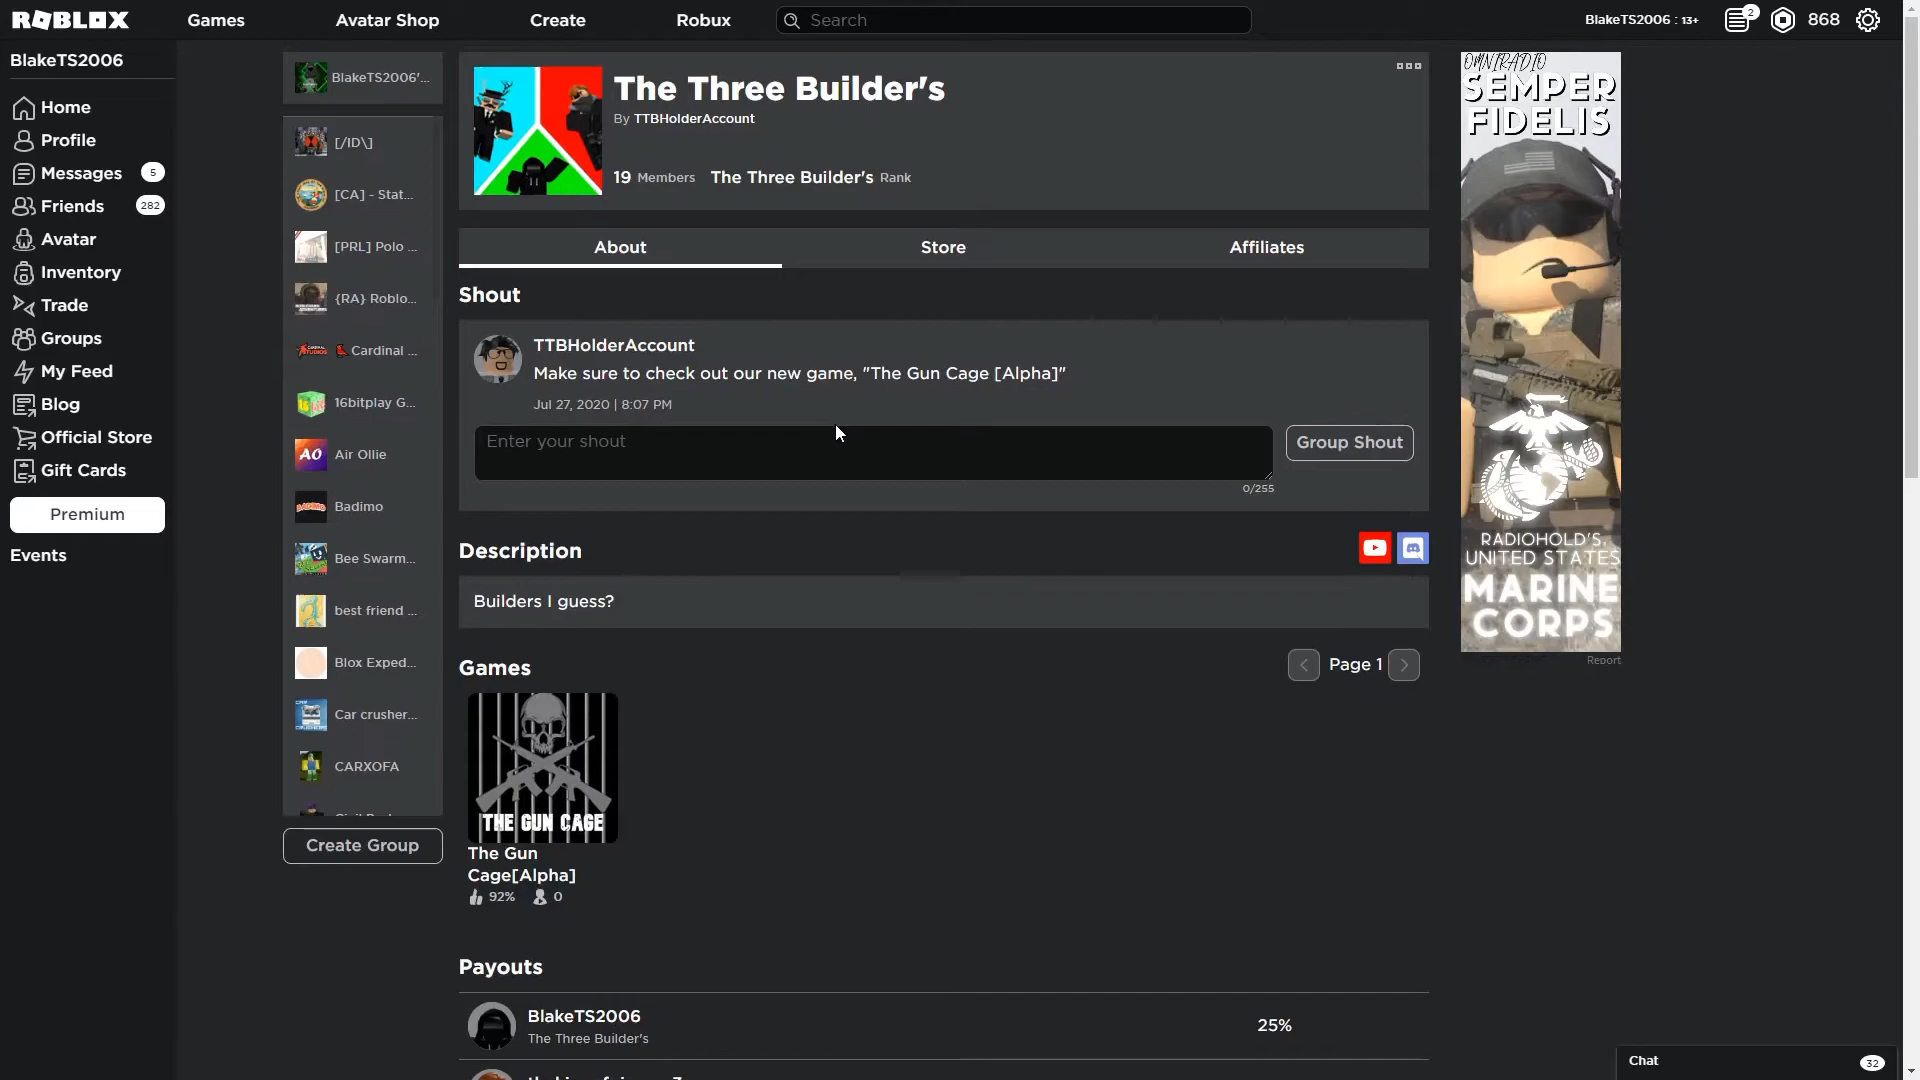 ROBLOX
Games
Avatar Shop
Create
Robux
Search
BlakeTS2006 : 13+
2
868
BlakeTS2006
Home
Profile
Messages 5
Friends 282
Avatar
Inventory
Trade
Groups
My Feed
Blog
Official Store
Gift Cards
Premium
Events
BlakeTS2006'...
[/ID\]
[CA] - Stat...
[PRL] Polo ...
{RA} Roblo...
Cardinal ...
16bitplay G...
AO
Air Ollie
BADIMO
Badimo
Bee Swarm...
best friend ...
Blox Exped...
Car crusher...
CARXOFA
Create Group
The Three Builder's
By TTBHolderAccount
19 Members The Three Builder's Rank
About
Store
Affiliates
Shout
TTBHolderAccount
Make sure to check out our new game, "The Gun Cage [Alpha]"
Jul 27, 2020 | 8:07 PM
Enter your shout
Group Shout
0/255
Description
Builders I guess?
Games
Page 1
THE GUN CAGE
The Gun
Cage[Alpha]
92% 0
Payouts
BlakeTS2006
The Three Builder's
25%
OMNIRADIO
SEMPER
FIDELIS
RADIOHOLD'S
UNITED STATES
MARINE
CORPS
Report
Chat
32